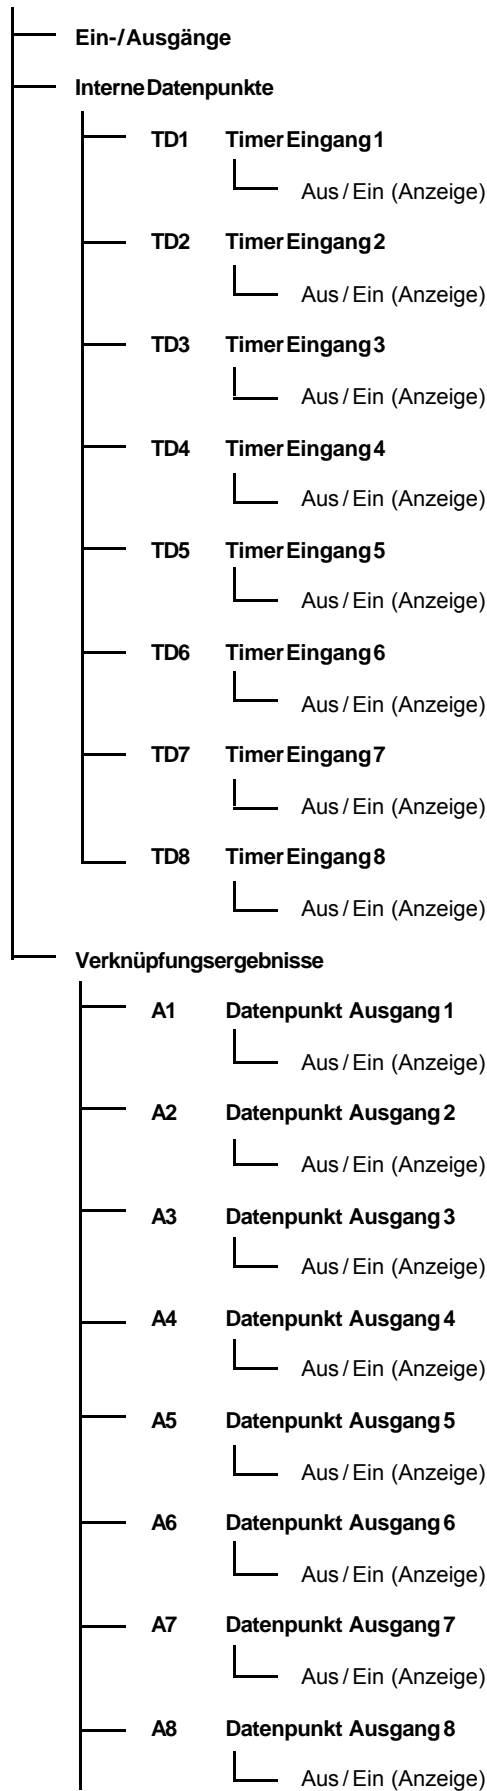 Ein-/Ausgänge
Interne Datenpunkte
TD1 Timer Eingang 1
Aus / Ein (Anzeige)
TD2 Timer Eingang 2
Aus / Ein (Anzeige)
TD3 Timer Eingang 3
Aus / Ein (Anzeige)
TD4 Timer Eingang 4
Aus / Ein (Anzeige)
TD5 Timer Eingang 5
Aus / Ein (Anzeige)
TD6 Timer Eingang 6
Aus / Ein (Anzeige)
TD7 Timer Eingang 7
Aus / Ein (Anzeige)
TD8 Timer Eingang 8
Aus / Ein (Anzeige)
Verknüpfungsergebnisse
A1 Datenpunkt Ausgang 1
Aus / Ein (Anzeige)
A2 Datenpunkt Ausgang 2
Aus / Ein (Anzeige)
A3 Datenpunkt Ausgang 3
Aus / Ein (Anzeige)
A4 Datenpunkt Ausgang 4
Aus / Ein (Anzeige)
A5 Datenpunkt Ausgang 5
Aus / Ein (Anzeige)
A6 Datenpunkt Ausgang 6
Aus / Ein (Anzeige)
A7 Datenpunkt Ausgang 7
Aus / Ein (Anzeige)
A8 Datenpunkt Ausgang 8
Aus / Ein (Anzeige)